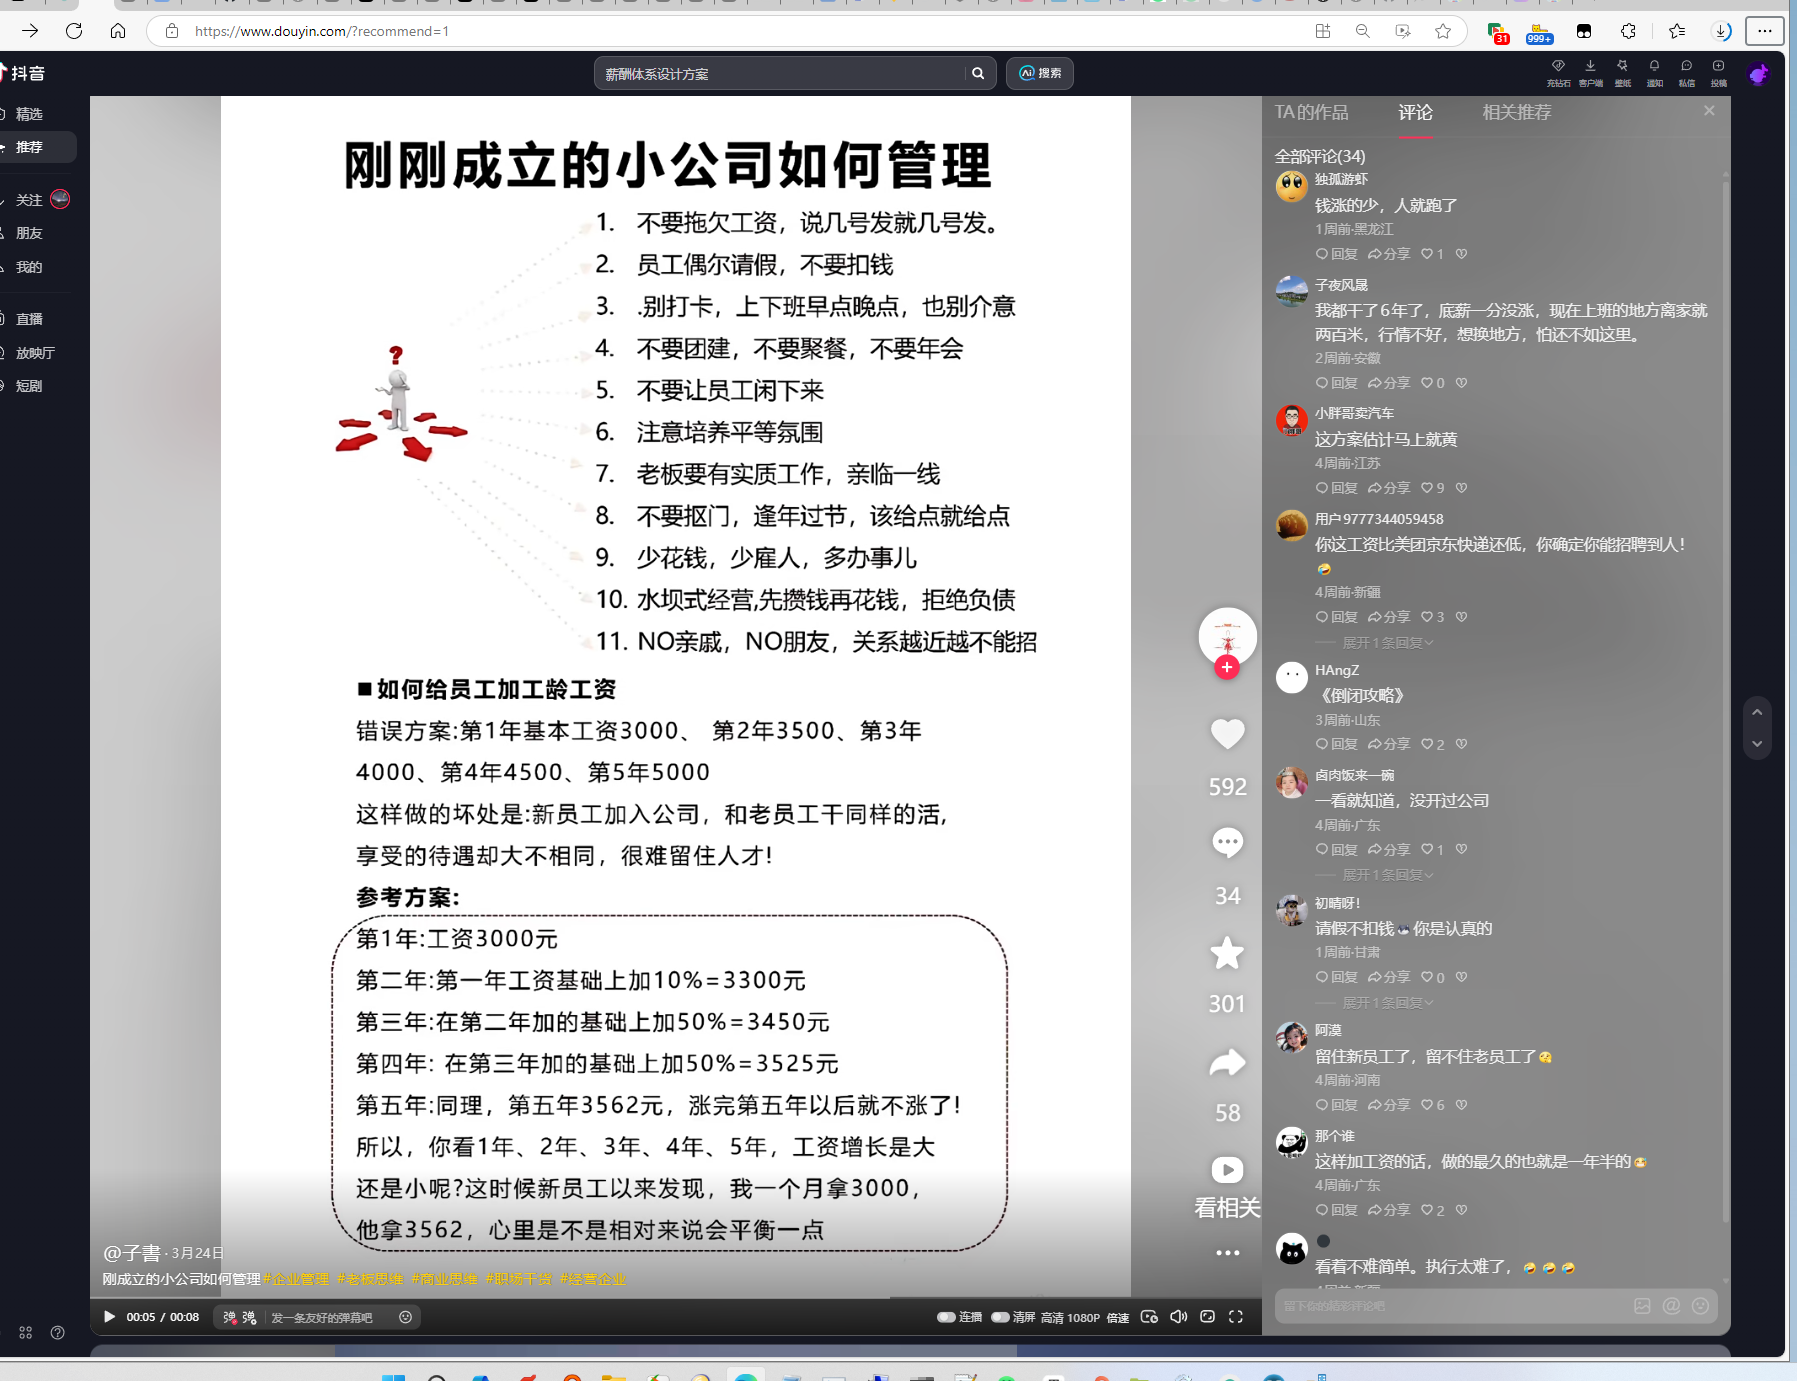 https://www.douyin.com/?recommend=1
31
999+
抖音
薪酬体系设计方案
搜索
充钻石
客户端
壁纸
通知
私信
投稿
精选
推荐
关注
朋友
我的
直播
放映厅
短剧
刚刚成立的小公司如何管理
1. 不要拖欠工资，说几号发就几号发。
2. 员工偶尔请假，不要扣钱
3. .别打卡，上下班早点晚点，也别介意
4. 不要团建，不要聚餐，不要年会
5. 不要让员工闲下来
6. 注意培养平等氛围
7. 老板要有实质工作，亲临一线
8. 不要抠门，逢年过节，该给点就给点
9. 少花钱，少雇人，多办事儿
10. 水坝式经营,先攒钱再花钱，拒绝负债
11. NO亲戚，NO朋友，关系越近越不能招
■如何给员工加工龄工资
错误方案:第1年基本工资3000、 第2年3500、第3年
4000、第4年4500、第5年5000
这样做的坏处是:新员工加入公司，和老员工干同样的活，
享受的待遇却大不相同，很难留住人才!
参考方案:
第1年:工资3000元
第二年:第一年工资基础上加10%=3300元
第三年:在第二年加的基础上加50%=3450元
第四年: 在第三年加的基础上加50%=3525元
第五年:同理，第五年3562元，涨完第五年以后就不涨了!
所以，你看1年、2年、3年、4年、5年，工资增长是大
还是小呢?这时候新员工以来发现，我一个月拿3000，
他拿3562，心里是不是相对来说会平衡一点
@子書 · 3月24日
刚成立的小公司如何管理 #企业管理 #老板思维 #商业思维 #职场干货 #经营企业
00:05 / 00:08
弹 弹
发一条友好的弹幕吧
连播
清屏
高清 1080P
倍速
592
34
301
58
看相关
TA的作品
评论
相关推荐
全部评论(34)
独孤游虾
钱涨的少，人就跑了
1周前·黑龙江
回复 分享 1
子夜风晟
我都干了6年了，底薪一分没涨，现在上班的地方离家就
两百米，行情不好，想换地方，怕还不如这里。
2周前·安徽
回复 分享 0
小胖哥卖汽车
这方案估计马上就黄
4周前·江苏
回复 分享 9
用户9777344059458
你这工资比美团京东快递还低，你确定你能招聘到人！
🤣
4周前·新疆
回复 分享 3
展开1条回复
HAngZ
《倒闭攻略》
3周前·山东
回复 分享 2
卤肉饭来一碗
一看就知道，没开过公司
4周前·广东
回复 分享 1
展开1条回复
初晴呀！
请假不扣钱 你是认真的
1周前·甘肃
回复 分享 0
展开1条回复
阿漠
留住新员工了，留不住老员工了
4周前·河南
回复 分享 6
那个谁
这样加工资的话，做的最久的也就是一年半的
4周前·广东
回复 分享 2
看着不难简单。执行太难了，🤣🤣🤣
留下你的精彩评论吧